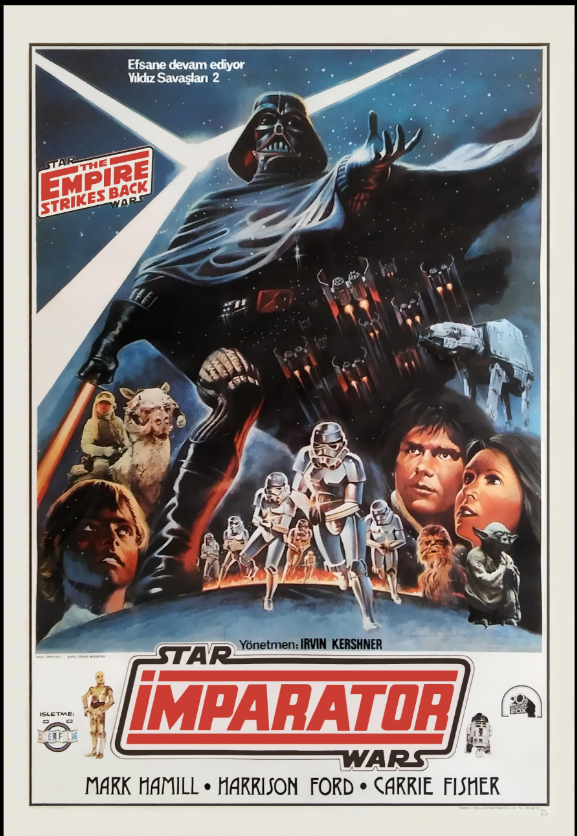 Efsane devam ediyor
Yıldız Savaşları 2
STAR
THE
EMPIRE
STRIKES BACK
WARS
Yönetmen: IRVIN KERSHNER
STAR
İMPARATOR
WARS
İŞLETME:
FOX
MARK HAMILL • HARRISON FORD • CARRIE FISHER